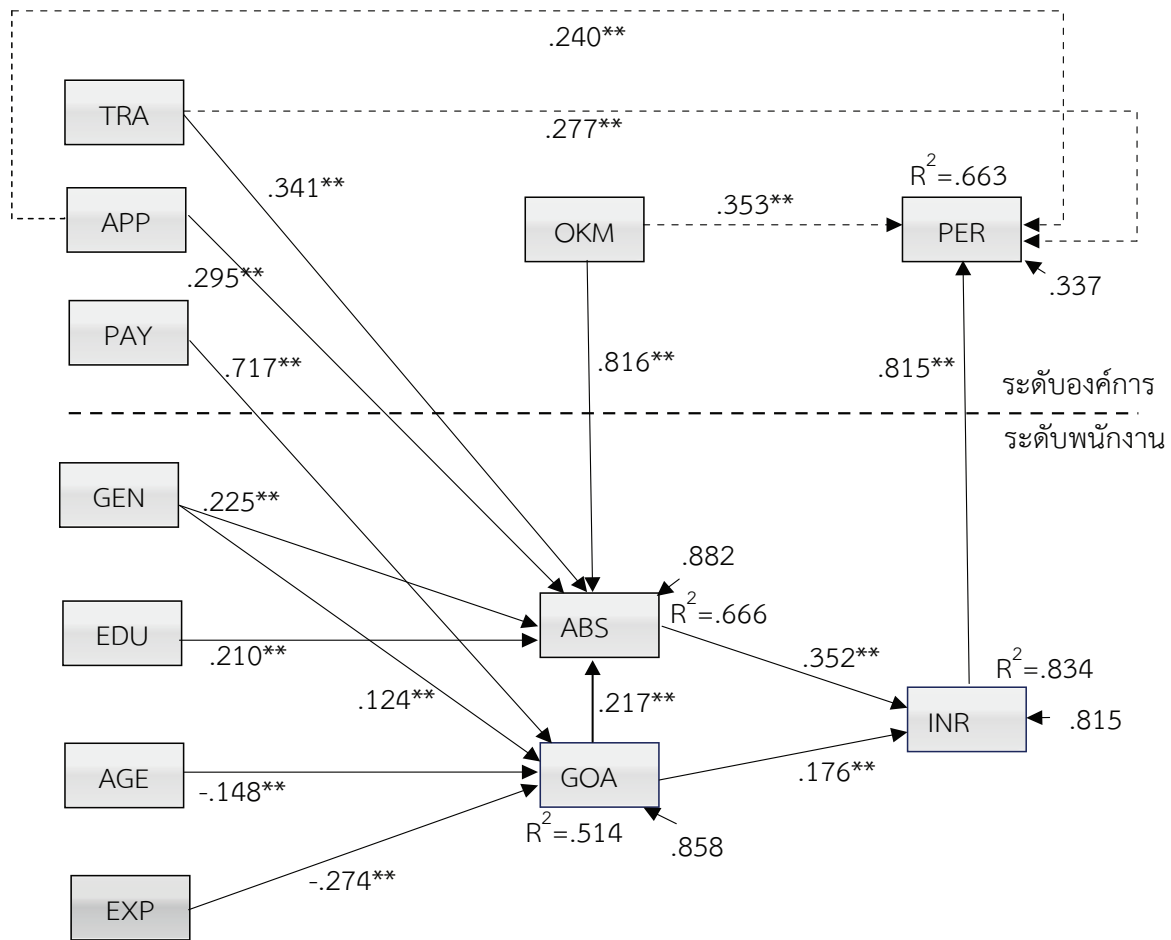 .240**
TRA
.277**
.341**
R²=.663
APP
OKM
.353**
PER
.295**
.337
PAY
.717**
.816**
.815**
ระดับองค์การ
ระดับพนักงาน
GEN
.225**
.882
EDU
ABS
R²=.666
.210**
.352**
R²=.834
.124**
.217**
INR
.815
AGE
GOA
.176**
-.148**
R²=.514
.858
-.274**
EXP